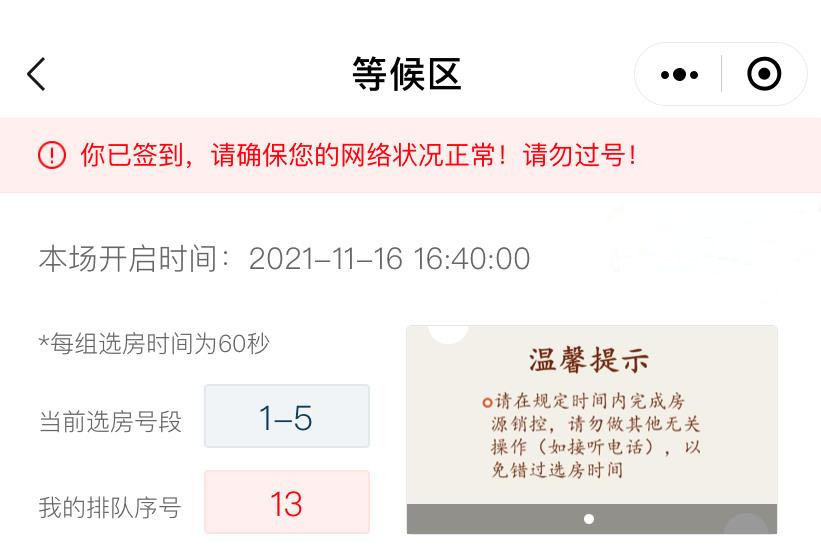 等候区
你已签到，请确保您的网络状况正常！请勿过号！
本场开启时间：2021-11-16 16:40:00
*每组选房时间为60秒
当前选房号段 1-5
我的排队序号 13
温馨提示
请在规定时间内完成房
源销控，请勿做其他无关
操作（如接听电话），以
免错过选房时间